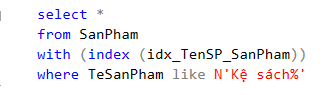 select *
from SanPham
with (index (idx_TenSP_SanPham))
where TeSanPham like N'Kệ sách%'